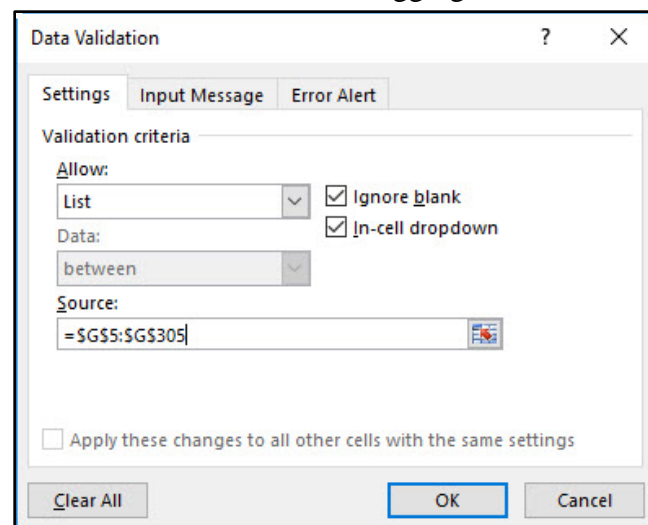 Data Validation ? ×
Settings Input Message Error Alert
Validation criteria
Allow:
List
Ignore blank
In-cell dropdown
Data:
between
Source:
=$G$5:$G$305
Apply these changes to all other cells with the same settings
Clear All OK Cancel